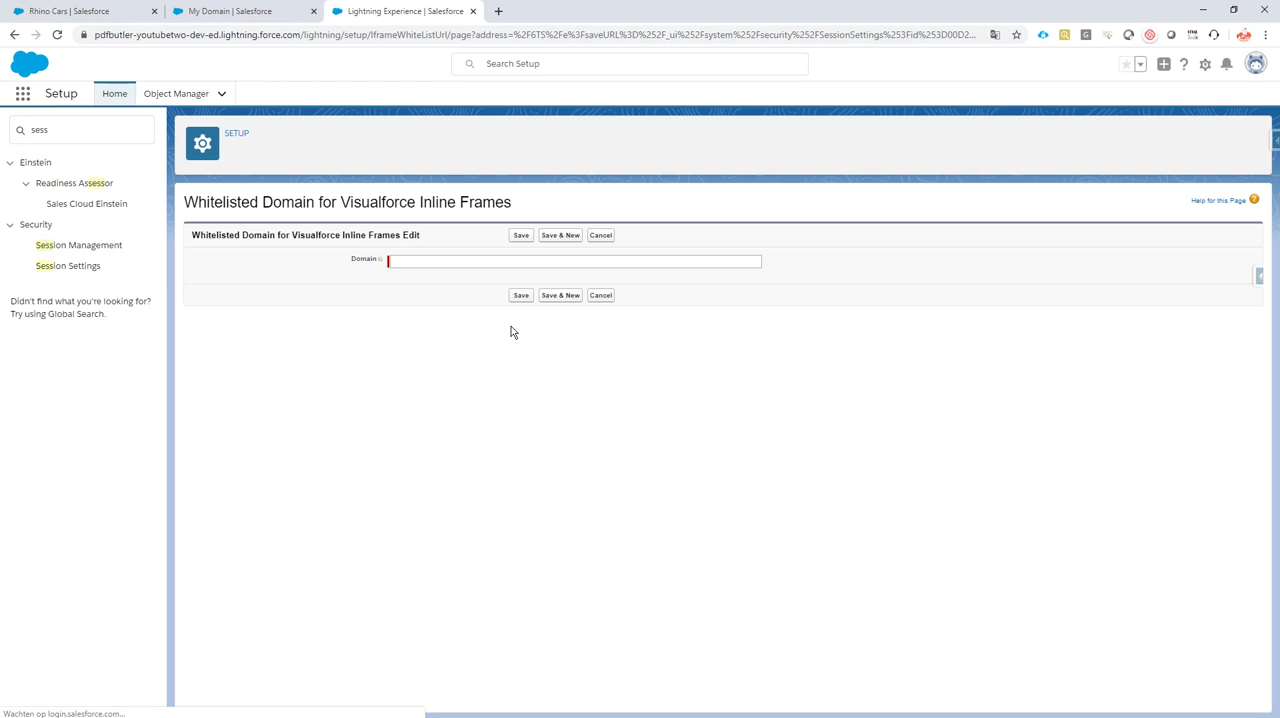 Rhino Cars | Salesforce
My Domain | Salesforce
Lightning Experience | Salesforce
pdfbutler-youtubetwo-dev-ed.lightning.force.com/lightning/setup/IframeWhiteListUrl/page?address=%2F6TS%2Fe%3FsaveURL%3D%252F_ui%252Fsystem%252Fsecurity%252FSessionSettings%253Fid%253D00D2...
Search Setup
Setup
Home
Object Manager
sess
SETUP
Einstein
Readiness Assessor
Sales Cloud Einstein
Security
Session Management
Session Settings
Didn't find what you're looking for?
Try using Global Search.
Whitelisted Domain for Visualforce Inline Frames
Help for this Page
Whitelisted Domain for Visualforce Inline Frames Edit
Save
Save & New
Cancel
Domain
Save
Save & New
Cancel
Wachten op login.salesforce.com...